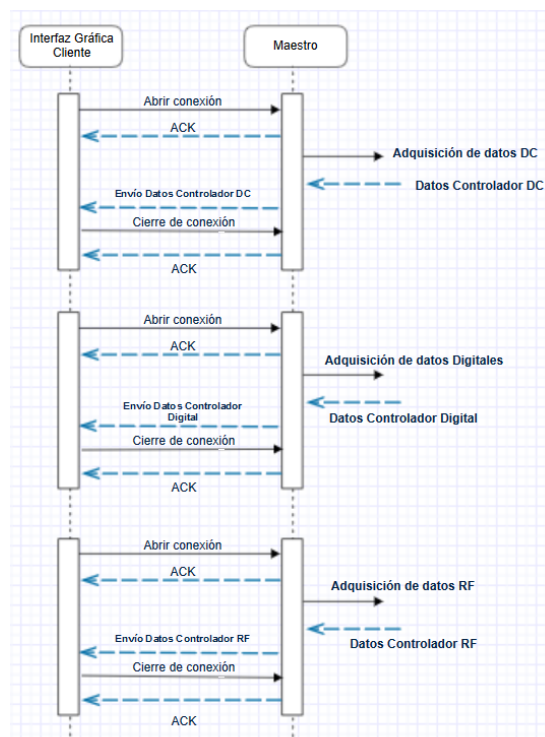 Interfaz Gráfica
Cliente
Maestro
Abrir conexión
ACK
Adquisición de datos DC
Datos Controlador DC
Envío Datos Controlador DC
Cierre de conexión
ACK
Abrir conexión
ACK
Adquisición de datos Digitales
Envío Datos Controlador
Digital
Datos Controlador Digital
Cierre de conexión
ACK
Abrir conexión
ACK
Adquisición de datos RF
Envío Datos Controlador RF
Datos Controlador RF
Cierre de conexión
ACK